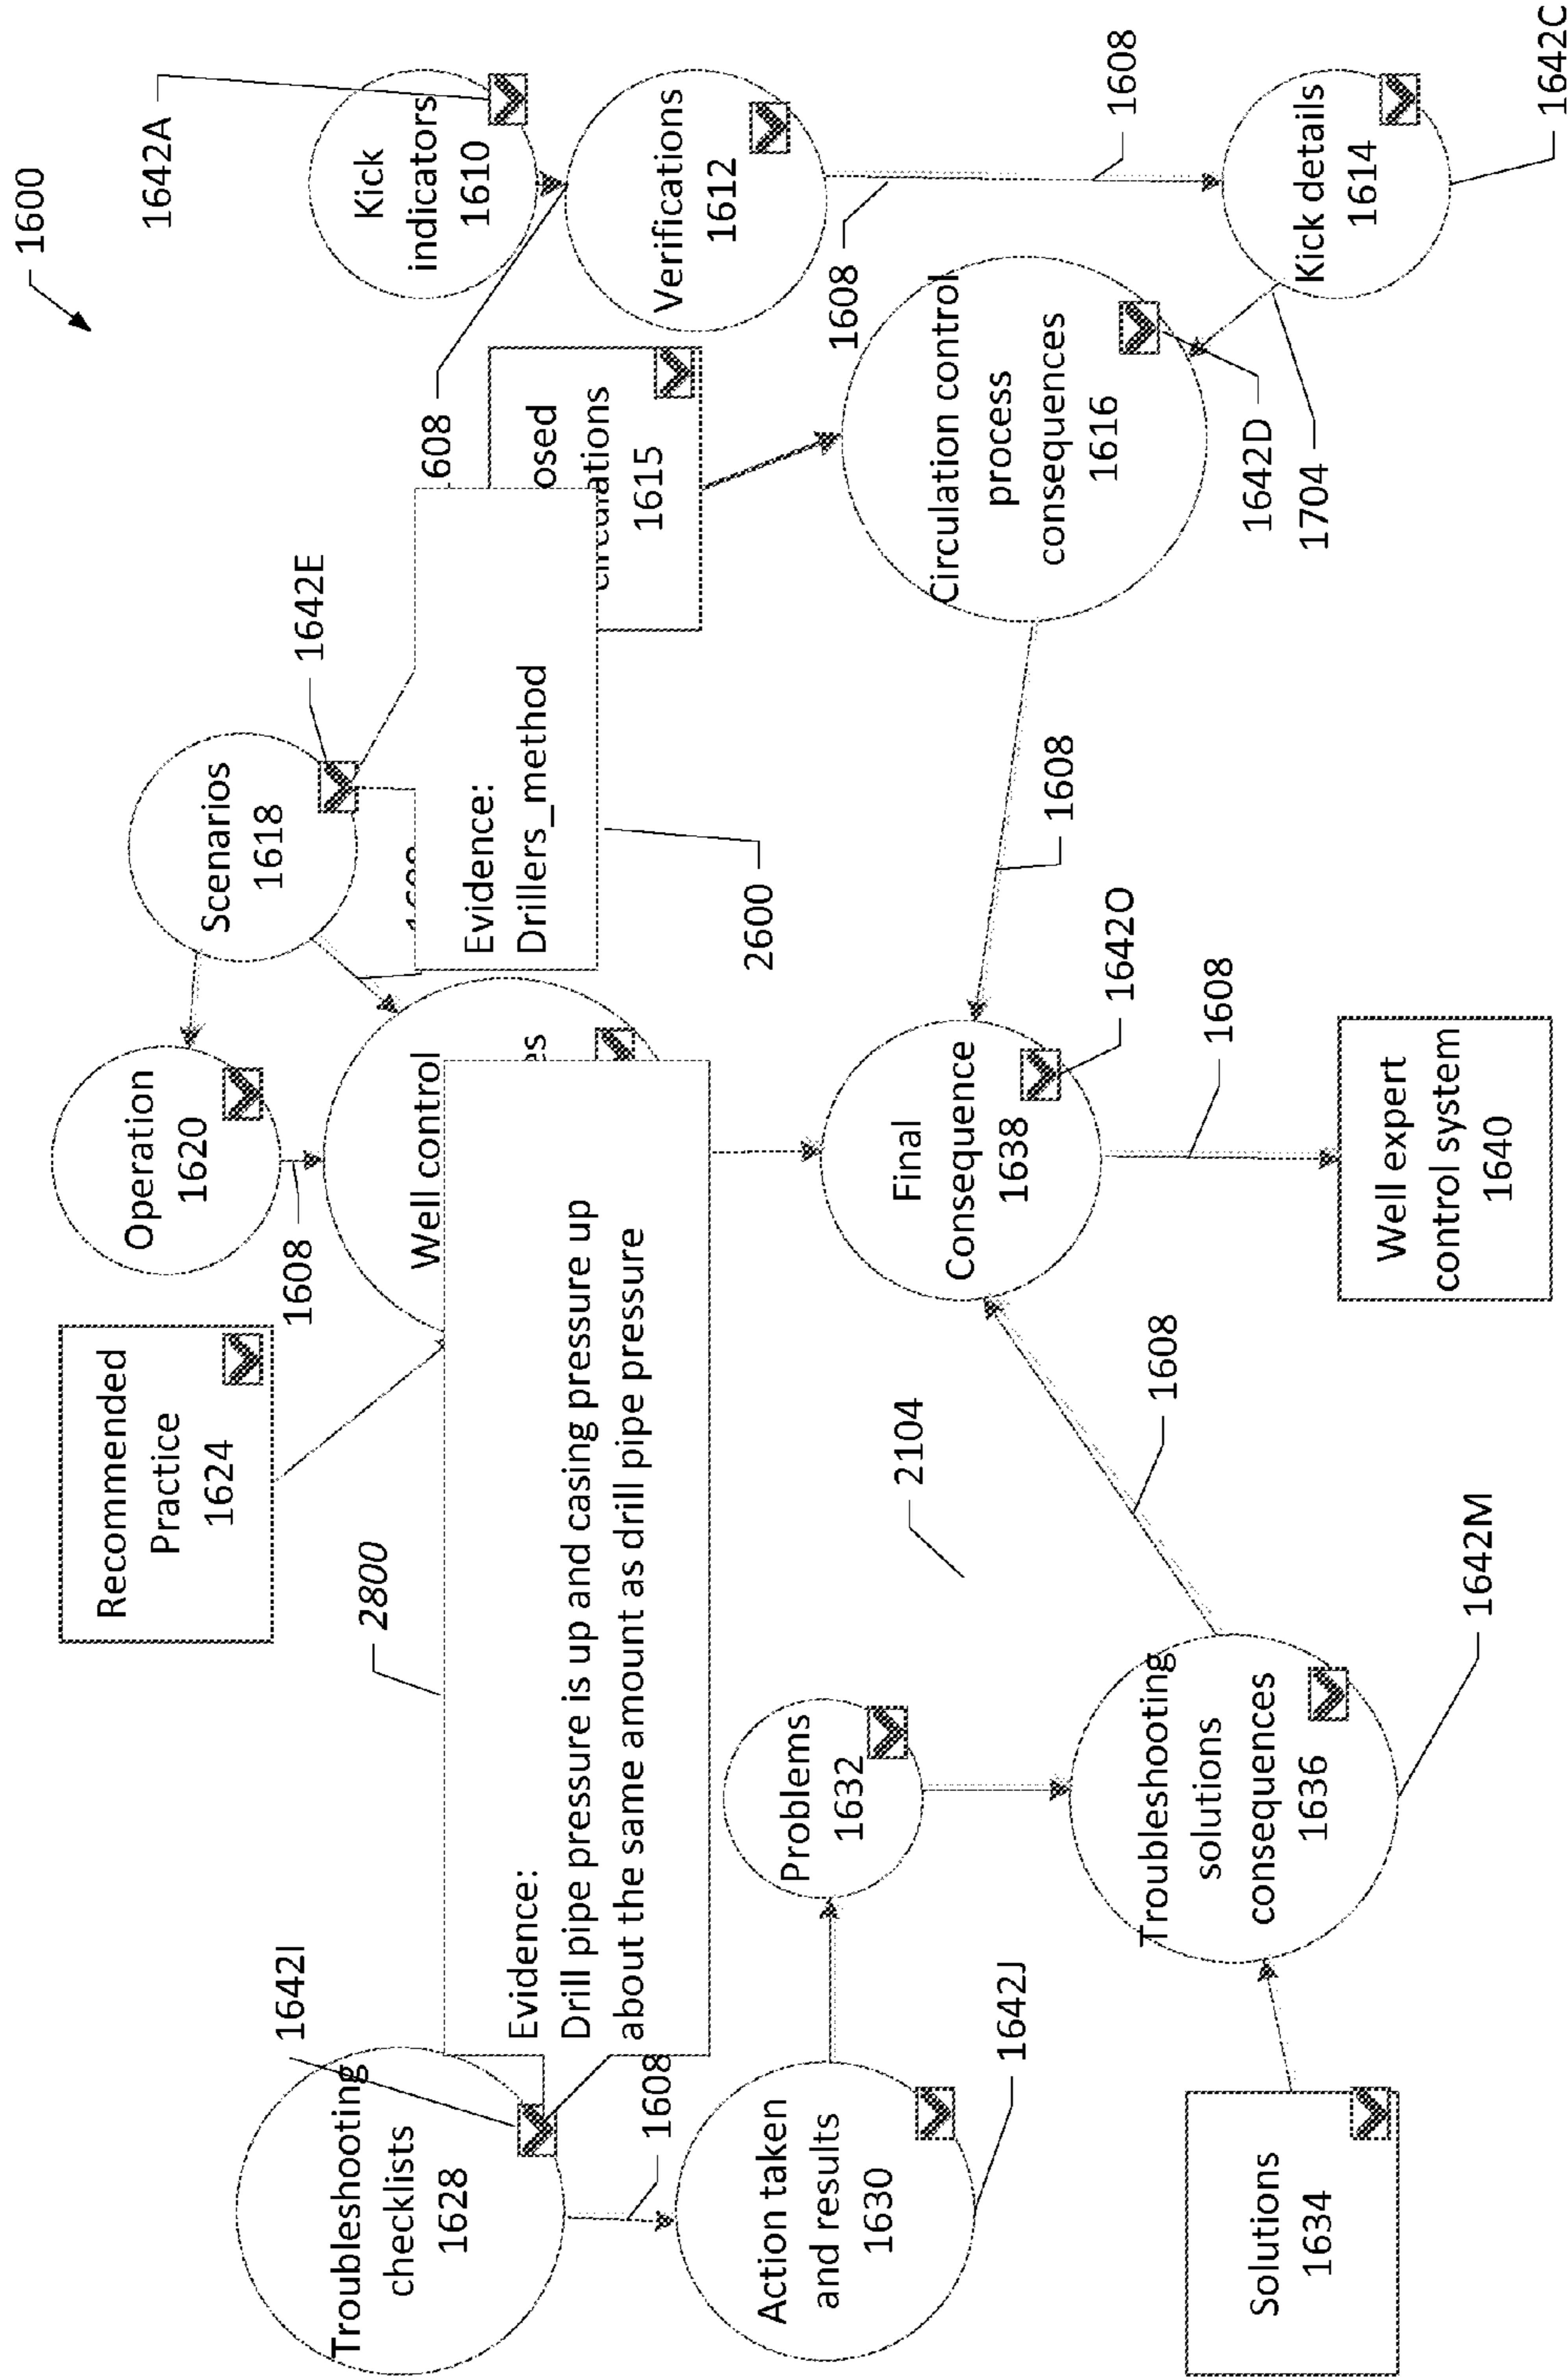 1600
1642A
Kick
indicators
1610
Verifications
1612
1608
1608
Kick details
1614
1642C
608
osed
circulations
1615
Circulation control
process
consequences
1616
1642D
1704
Scenarios
1618
1642E
Evidence:
Drillers_method
2600
1608
Operation
1620
1608
Well control
es
Final
Consequence
1638
1642O
1608
Well expert
control system
1640
Recommended
Practice
1624
2800
Evidence:
Drill pipe pressure is up and casing pressure up
about the same amount as drill pipe pressure
2104
1608
Troubleshooting
checklists
1628
1642I
1608
Action taken
and results
1630
1642J
Problems
1632
Troubleshooting
solutions
consequences
1636
1642M
Solutions
1634